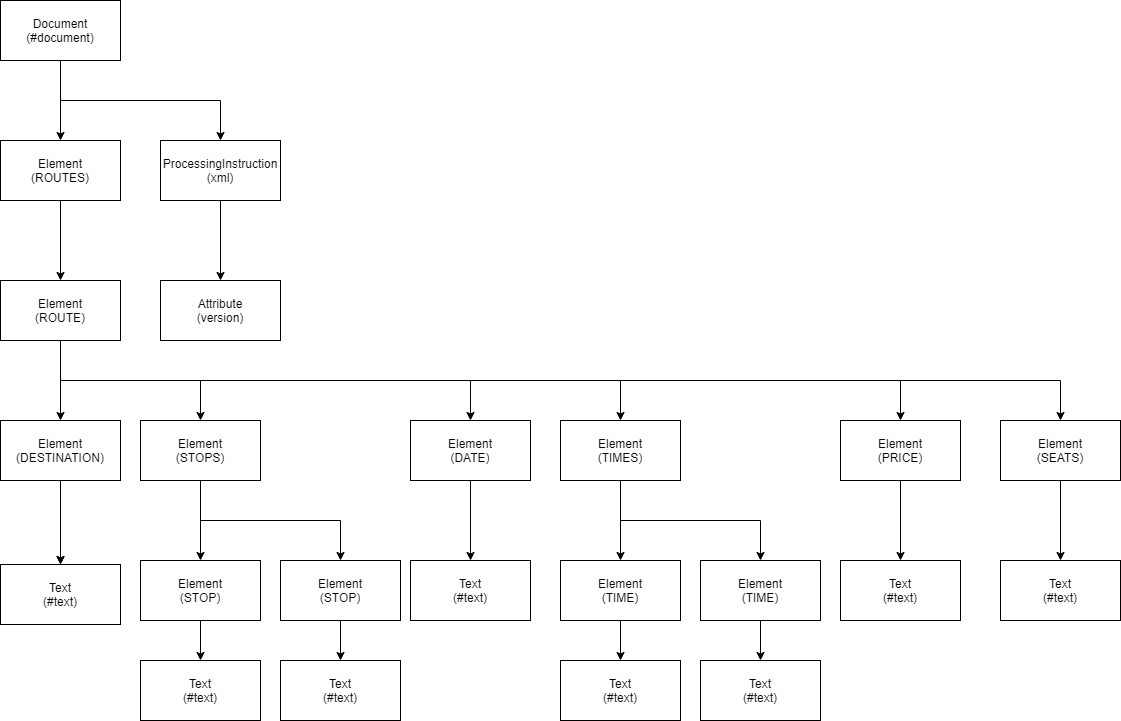 Document
(#document)
Element
(ROUTES)
ProcessingInstruction
(xml)
Element
(ROUTE)
Attribute
(version)
Element
(DESTINATION)
Element
(STOPS)
Element
(DATE)
Element
(TIMES)
Element
(PRICE)
Element
(SEATS)
Text
(#text)
Element
(STOP)
Element
(STOP)
Text
(#text)
Element
(TIME)
Element
(TIME)
Text
(#text)
Text
(#text)
Text
(#text)
Text
(#text)
Text
(#text)
Text
(#text)